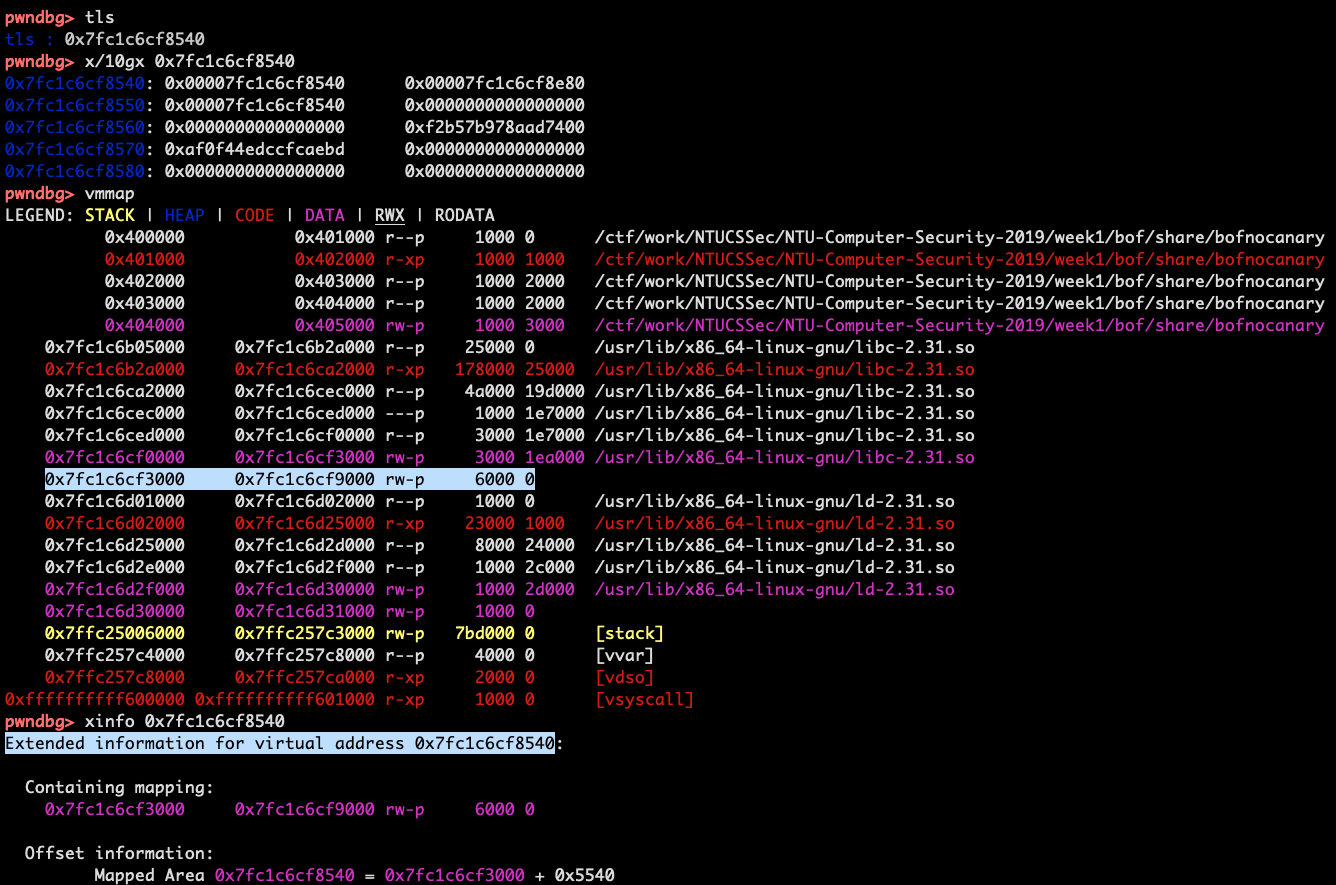 pwndbg> tls
tls : 0x7fc1c6cf8540
pwndbg> x/10gx 0x7fc1c6cf8540
0x7fc1c6cf8540: 0x00007fc1c6cf8540 0x00007fc1c6cf8e80
0x7fc1c6cf8550: 0x00007fc1c6cf8540 0x0000000000000000
0x7fc1c6cf8560: 0x0000000000000000 0xf2b57b978aad7400
0x7fc1c6cf8570: 0xaf0f44edccfcaebd 0x0000000000000000
0x7fc1c6cf8580: 0x0000000000000000 0x0000000000000000
pwndbg> vmmap
LEGEND: STACK | HEAP | CODE | DATA | RWX | RODATA
0x400000 0x401000 r--p 1000 0 /ctf/work/NTUCSSec/NTU-Computer-Security-2019/week1/bof/share/bofnocanary
0x401000 0x402000 r-xp 1000 1000 /ctf/work/NTUCSSec/NTU-Computer-Security-2019/week1/bof/share/bofnocanary
0x402000 0x403000 r--p 1000 2000 /ctf/work/NTUCSSec/NTU-Computer-Security-2019/week1/bof/share/bofnocanary
0x403000 0x404000 r--p 1000 2000 /ctf/work/NTUCSSec/NTU-Computer-Security-2019/week1/bof/share/bofnocanary
0x404000 0x405000 rw-p 1000 3000 /ctf/work/NTUCSSec/NTU-Computer-Security-2019/week1/bof/share/bofnocanary
0x7fc1c6b05000 0x7fc1c6b2a000 r--p 25000 0 /usr/lib/x86_64-linux-gnu/libc-2.31.so
0x7fc1c6b2a000 0x7fc1c6ca2000 r-xp 178000 25000 /usr/lib/x86_64-linux-gnu/libc-2.31.so
0x7fc1c6ca2000 0x7fc1c6cec000 r--p 4a000 19d000 /usr/lib/x86_64-linux-gnu/libc-2.31.so
0x7fc1c6cec000 0x7fc1c6ced000 ---p 1000 1e7000 /usr/lib/x86_64-linux-gnu/libc-2.31.so
0x7fc1c6ced000 0x7fc1c6cf0000 r--p 3000 1e7000 /usr/lib/x86_64-linux-gnu/libc-2.31.so
0x7fc1c6cf0000 0x7fc1c6cf3000 rw-p 3000 1ea000 /usr/lib/x86_64-linux-gnu/libc-2.31.so
0x7fc1c6cf3000 0x7fc1c6cf9000 rw-p 6000 0
0x7fc1c6d01000 0x7fc1c6d02000 r--p 1000 0 /usr/lib/x86_64-linux-gnu/ld-2.31.so
0x7fc1c6d02000 0x7fc1c6d25000 r-xp 23000 1000 /usr/lib/x86_64-linux-gnu/ld-2.31.so
0x7fc1c6d25000 0x7fc1c6d2d000 r--p 8000 24000 /usr/lib/x86_64-linux-gnu/ld-2.31.so
0x7fc1c6d2e000 0x7fc1c6d2f000 r--p 1000 2c000 /usr/lib/x86_64-linux-gnu/ld-2.31.so
0x7fc1c6d2f000 0x7fc1c6d30000 rw-p 1000 2d000 /usr/lib/x86_64-linux-gnu/ld-2.31.so
0x7fc1c6d30000 0x7fc1c6d31000 rw-p 1000 0
0x7ffc25006000 0x7ffc257c3000 rw-p 7bd000 0 [stack]
0x7ffc257c4000 0x7ffc257c8000 r--p 4000 0 [vvar]
0x7ffc257c8000 0x7ffc257ca000 r-xp 2000 0 [vdso]
0xffffffffff600000 0xffffffffff601000 r-xp 1000 0 [vsyscall]
pwndbg> xinfo 0x7fc1c6cf8540
Extended information for virtual address 0x7fc1c6cf8540:
Containing mapping:
0x7fc1c6cf3000 0x7fc1c6cf9000 rw-p 6000 0
Offset information:
Mapped Area 0x7fc1c6cf8540 = 0x7fc1c6cf3000 + 0x5540